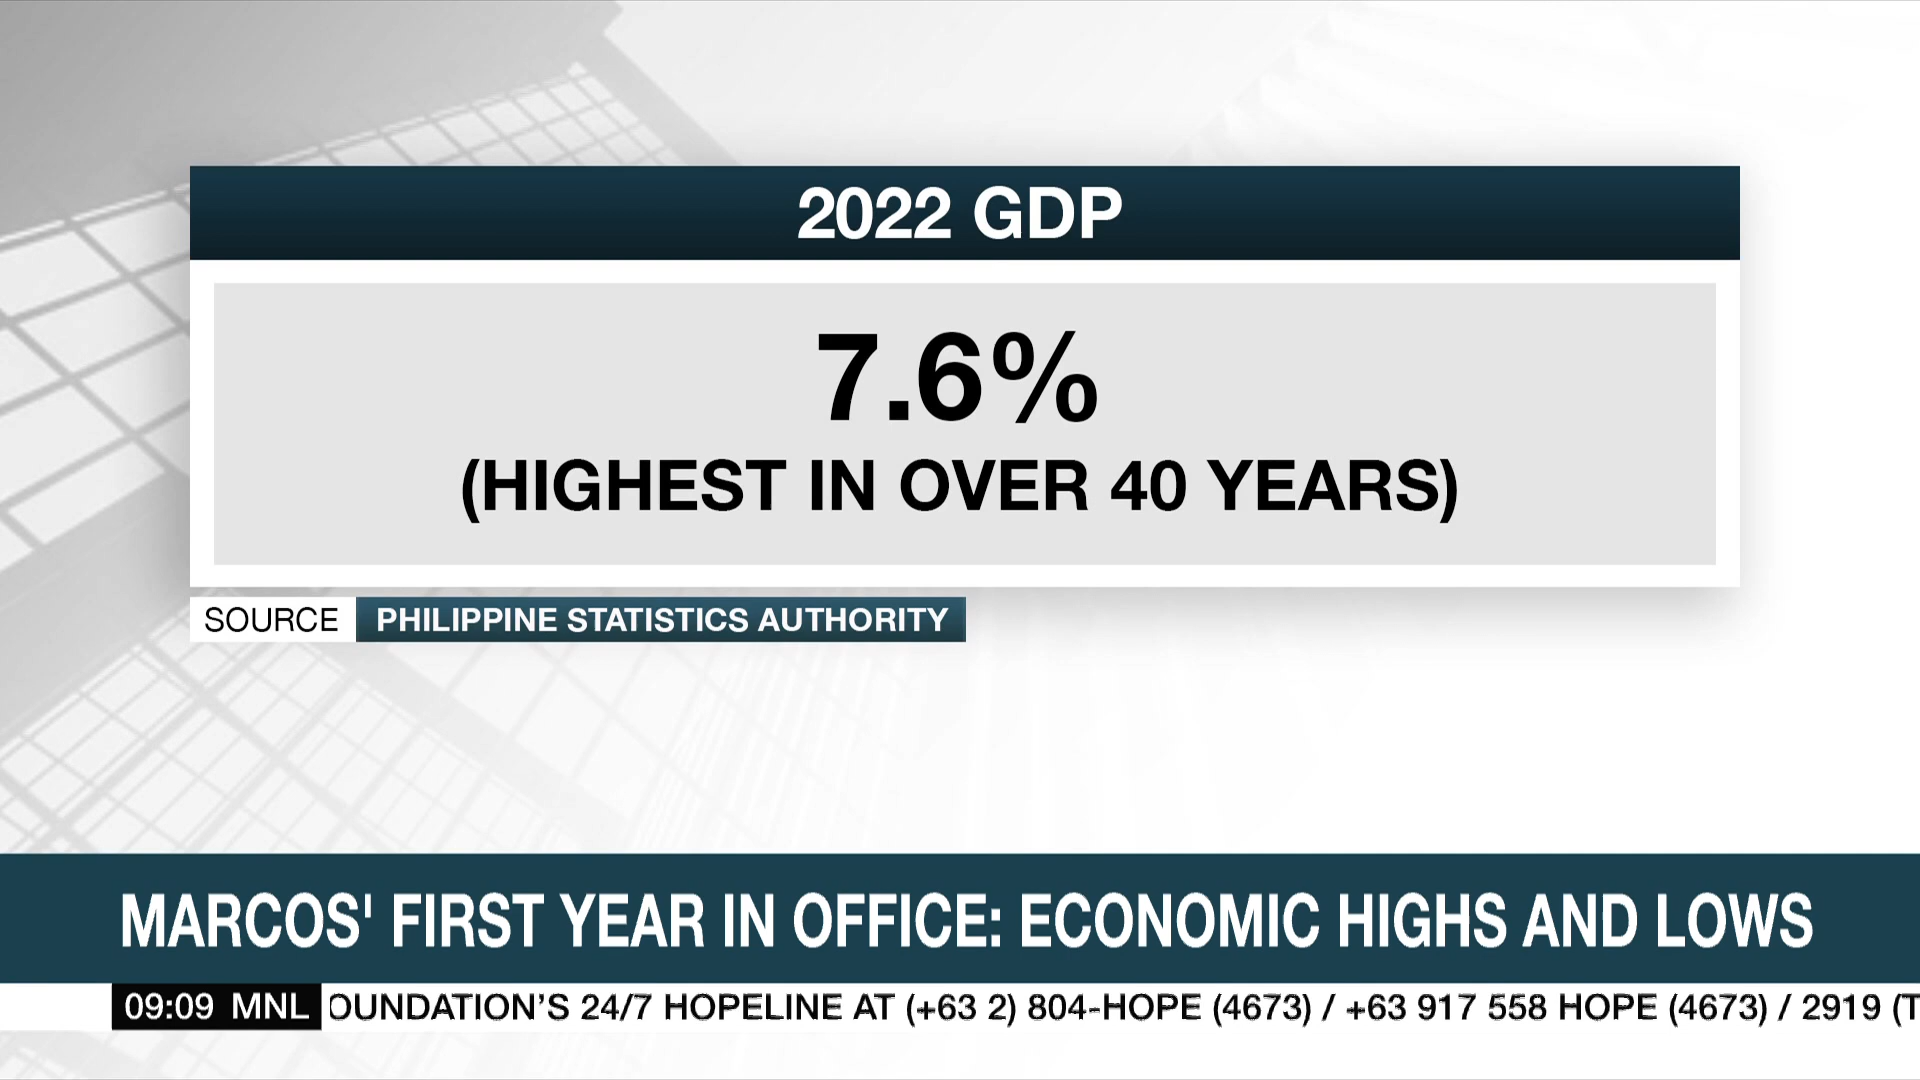 2022 GDP
7.6%
(HIGHEST IN OVER 40 YEARS)
SOURCE PHILIPPINE STATISTICS AUTHORITY
MARCOS' FIRST YEAR IN OFFICE: ECONOMIC HIGHS AND LOWS
09:09 MNL OUNDATION'S 24/7 HOPELINE AT (+63 2) 804-HOPE (4673) / +63 917 558 HOPE (4673) / 2919 (T